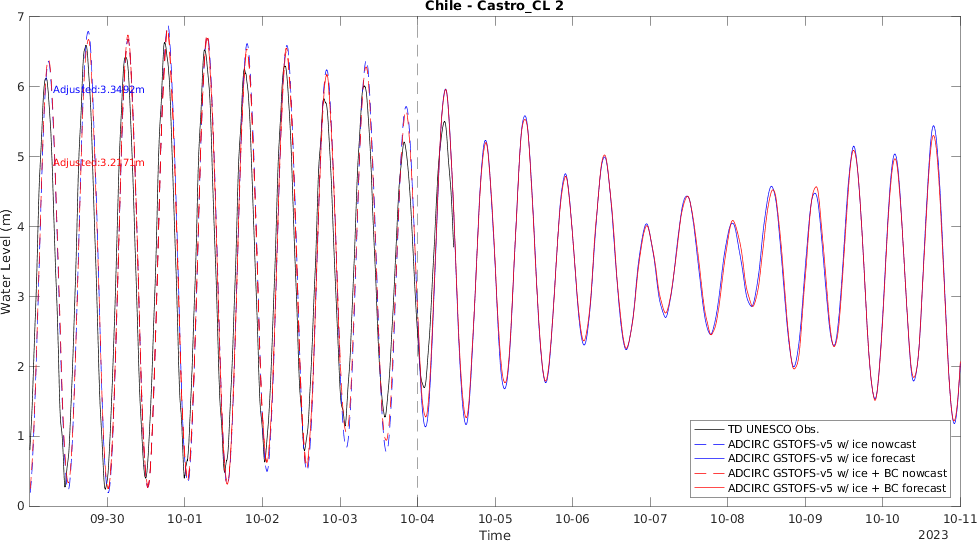 Chile - Castro_CL 2
7
6
5
4
3
2
1
0
Water Level (m)
Adjusted:3.3492m
Adjusted:3.2171m
TD UNESCO Obs.
ADCIRC GSTOFS-v5 w/ ice nowcast
ADCIRC GSTOFS-v5 w/ ice forecast
ADCIRC GSTOFS-v5 w/ ice + BC nowcast
ADCIRC GSTOFS-v5 w/ ice + BC forecast
09-30 10-01 10-02 10-03 10-04 10-05 10-06 10-07 10-08 10-09 10-10 10-11
Time
2023